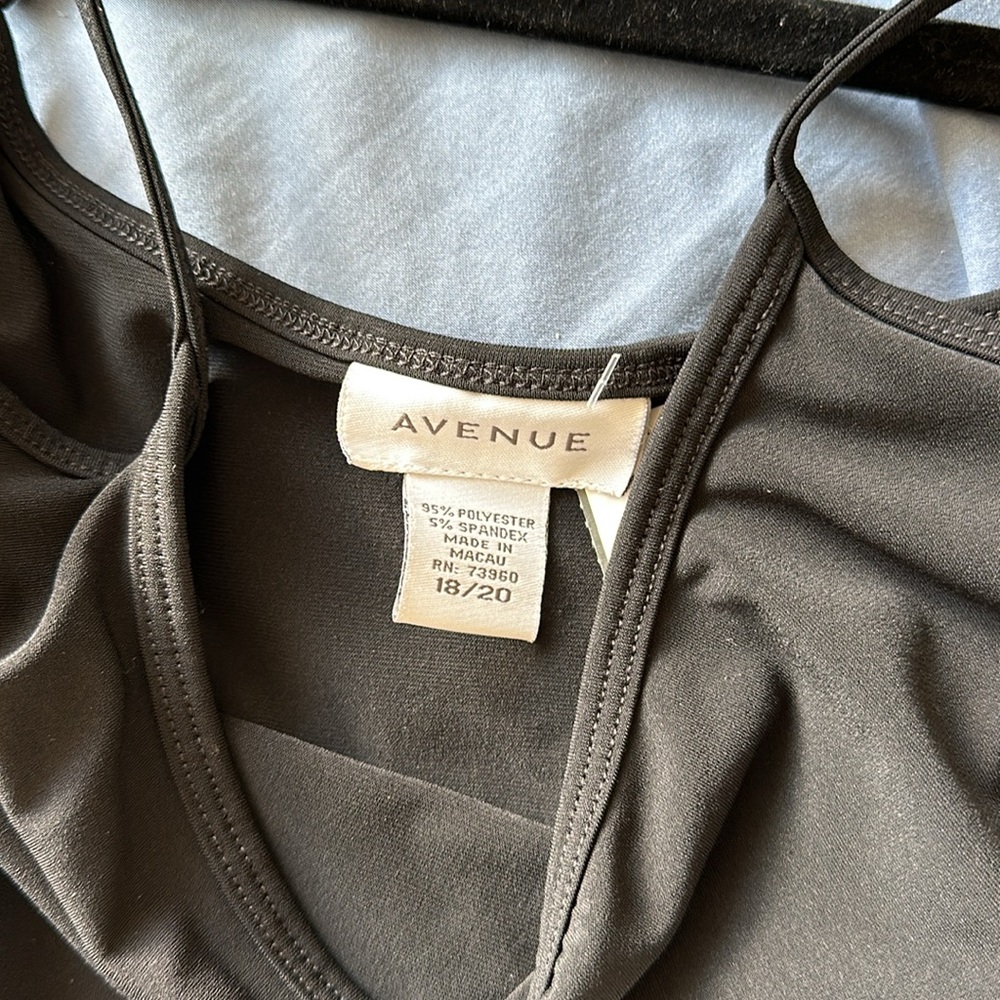 AVENUE
95% POLYESTER
5% SPANDEX
MADE IN
MACAU
RN: 73960
18/20